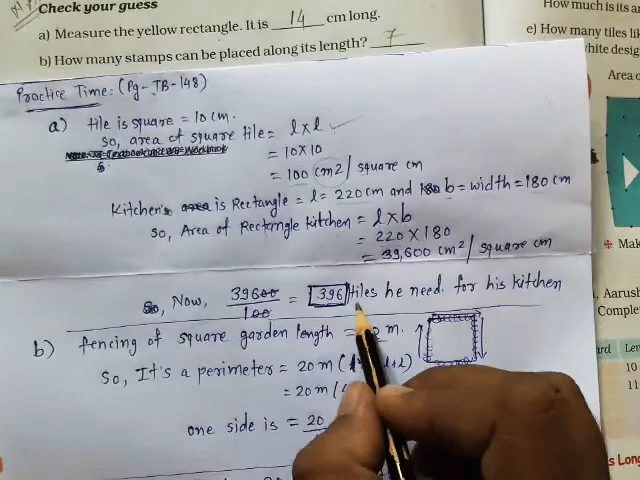 Check your guess
a) Measure the yellow rectangle. It is 14 cm long.
b) How many stamps can be placed along its length? 7
How much is its ar
e) How many tiles lik
white desig
Area o
Practice Time: (Pg-TB-148)
a) tile is square = 10 cm.
so, area of square tile = l×l
= 10×10
= 100 cm2/ square cm
Kitchen's is Rectangle = l = 220 cm and b = width = 180 cm
so, Area of Rectangle kitchen = l×b
= 220×180
= 39,600 cm²/ square cm
So, Now, 39600/100 = 396 tiles he need for his kitchen
b) fencing of square garden length = m.
So, It's a perimeter = 20 m ( l+l)
= 20 m
one side is = 20
Mak
, Aarush
Comple
rd Len
10
11
s Long